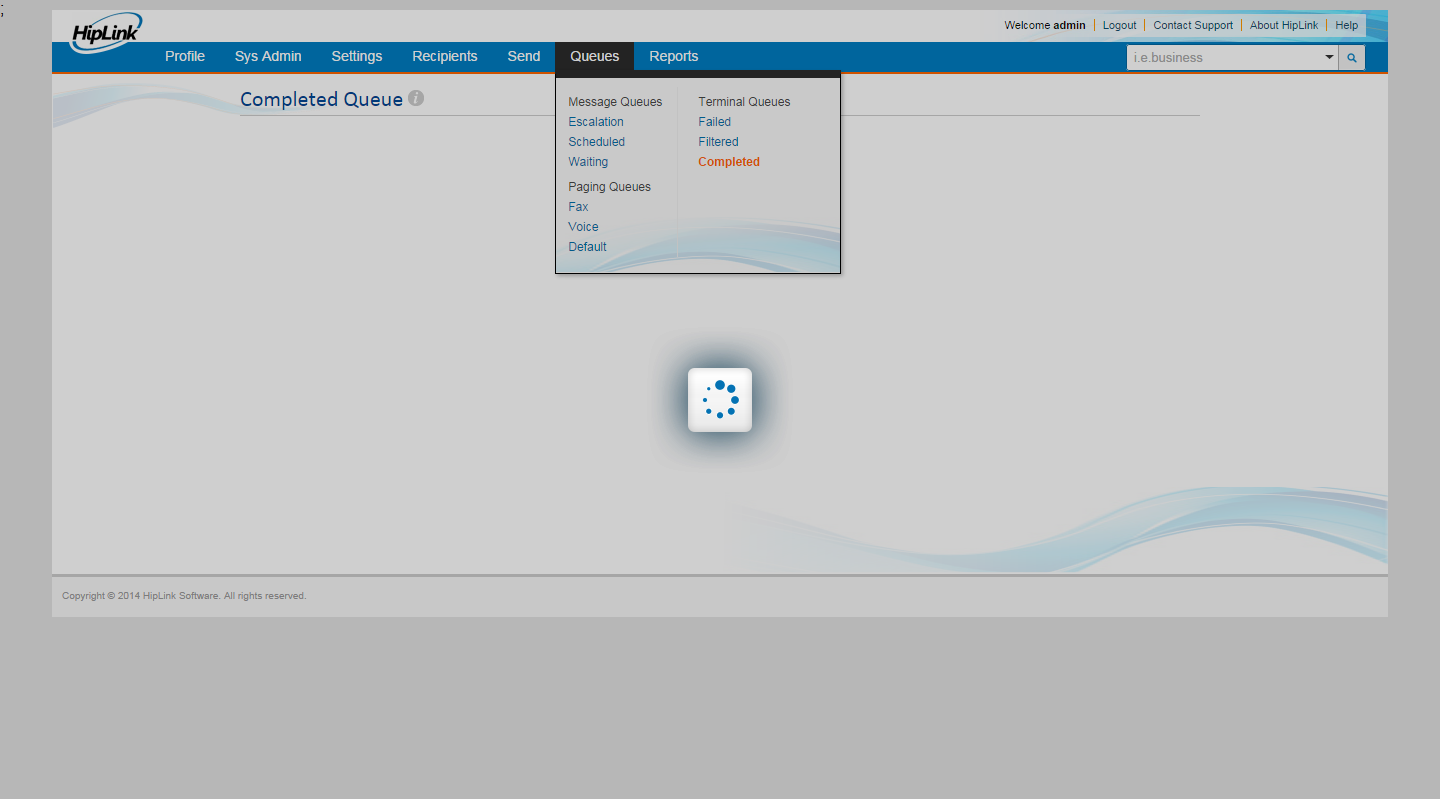 ;
HipLink
Welcome admin Logout Contact Support About HipLink Help
Profile Sys Admin Settings Recipients Send Queues Reports i.e.business
Completed Queue i
Message Queues
Escalation
Scheduled
Waiting
Paging Queues
Fax
Voice
Default
Terminal Queues
Failed
Filtered
Completed
Copyright © 2014 HipLink Software. All rights reserved.